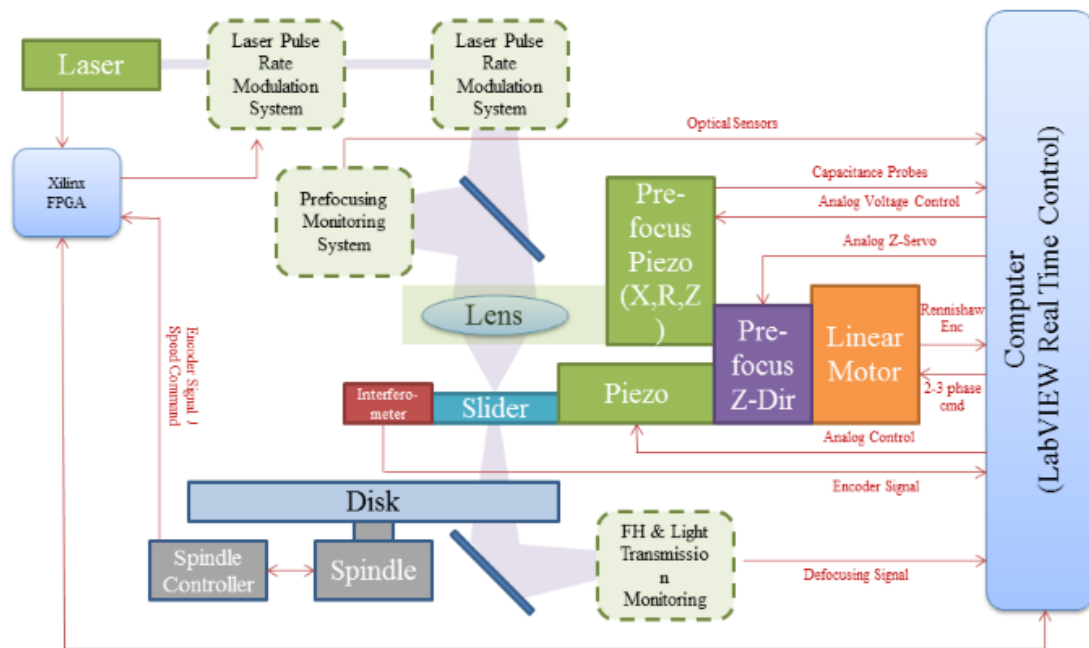 Laser
Laser Pulse
Rate
Modulation
System
Laser Pulse
Rate
Modulation
System
Optical Sensors
Xilinx
FPGA
Prefocusing
Monitoring
System
Pre-
focus
Piezo
(X,R,Z
)
Capacitance Probes
Analog Voltage Control
Analog Z-Servo
Lens
Pre-
focus
Z-Dir
Linear
Motor
Rennishaw
Enc
2-3 phase
cmd
Computer
(LabVIEW Real Time Control)
Encoder Signal /
Speed Command
Interfero-
meter
Slider
Piezo
Analog Control
Encoder Signal
Disk
Spindle
Controller
Spindle
FH & Light
Transmissio
n
Monitoring
Defocusing Signal